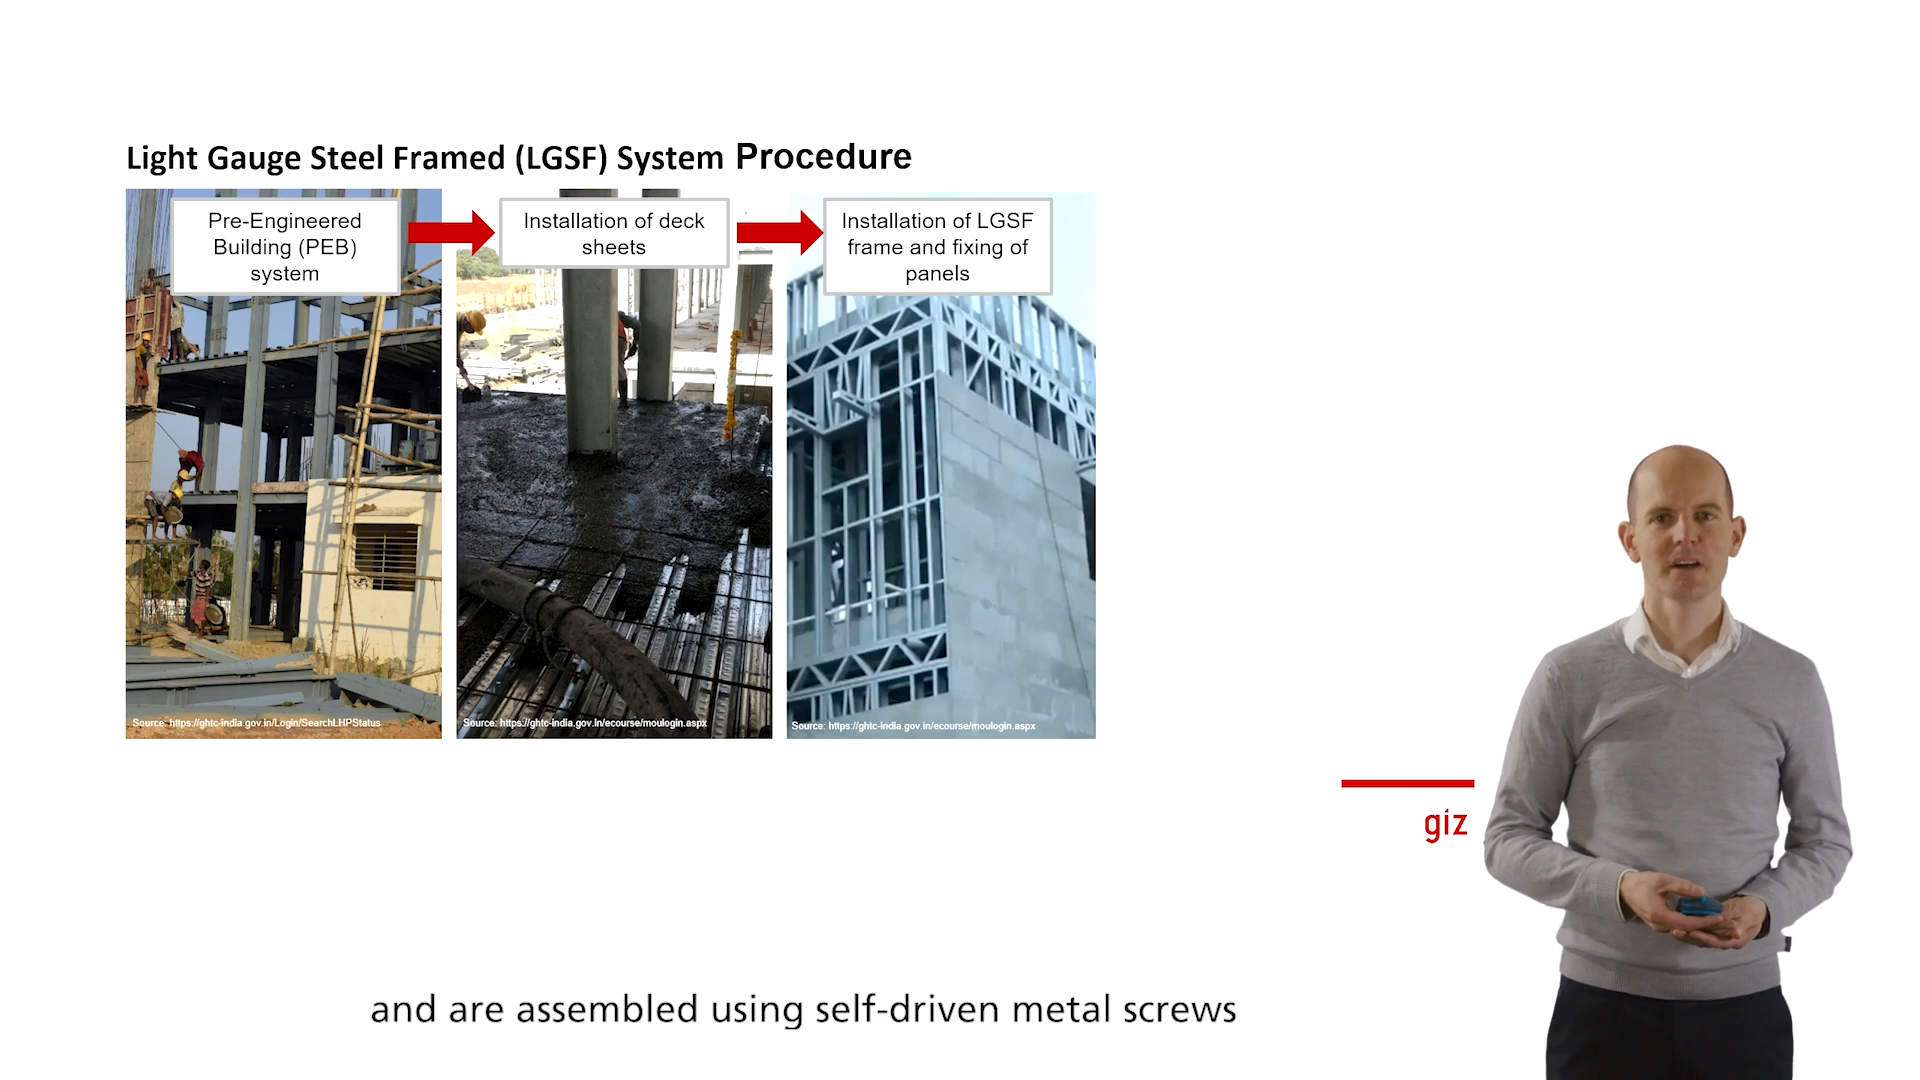 Light Gauge Steel Framed (LGSF) System Procedure
Pre-Engineered
Building (PEB)
system
Installation of deck
sheets
Installation of LGSF
frame and fixing of
panels
Source: https://ghtc-india.gov.in/Login/SearchLHPStatus
Source: https://ghtc-india.gov.in/ecourse/moulogin.aspx
Source: https://ghtc-india.gov.in/ecourse/moulogin.aspx
giz
and are assembled using self-driven metal screws